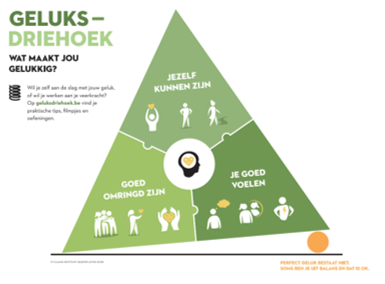 GELUKS–
DRIEHOEK
WAT MAAKT JOU
GELUKKIG?
Wil je zelf aan de slag met jouw geluk,
of wil je werken aan je veerkracht?
Op geluksdriehoek.be vind je
praktische tips, filmpjes en
oefeningen.
JEZELF
KUNNEN ZIJN
GOED
OMRINGD ZIJN
JE GOED
VOELEN
PERFECT GELUK BESTAAT NIET.
SOMS BEN JE UIT BALANS EN DAT IS OK.